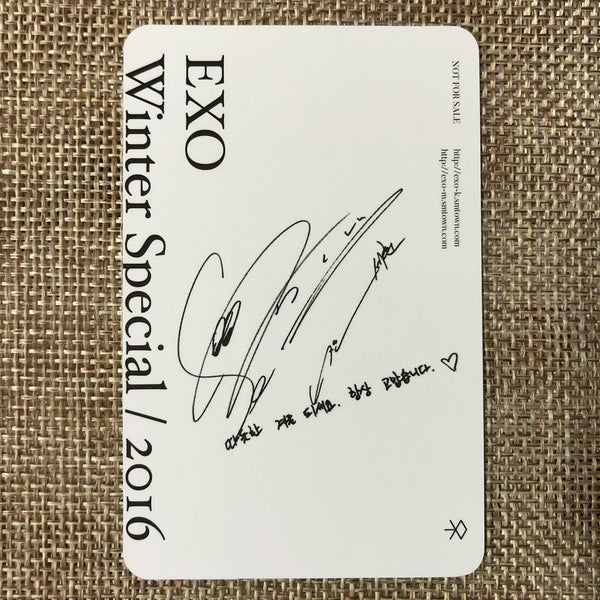 EXO
Winter Special / 2016
NOT FOR SALE
http://exo-k.smtown.com
http://exo-m.smtown.com
따뜻한 겨울 되세요. 항상 고맙습니다. ♡